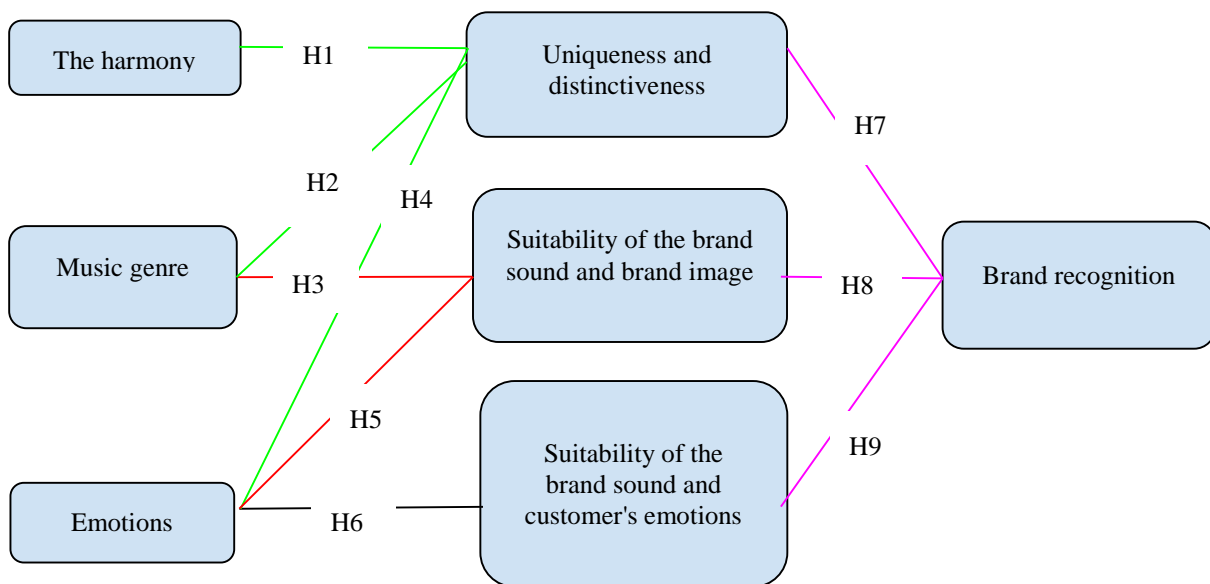 The harmony
H1
Uniqueness and
distinctiveness
H7
H2
H4
Music genre
H3
Suitability of the brand
sound and brand image
H8
Brand recognition
H5
Emotions
H6
Suitability of the
brand sound and
customer's emotions
H9